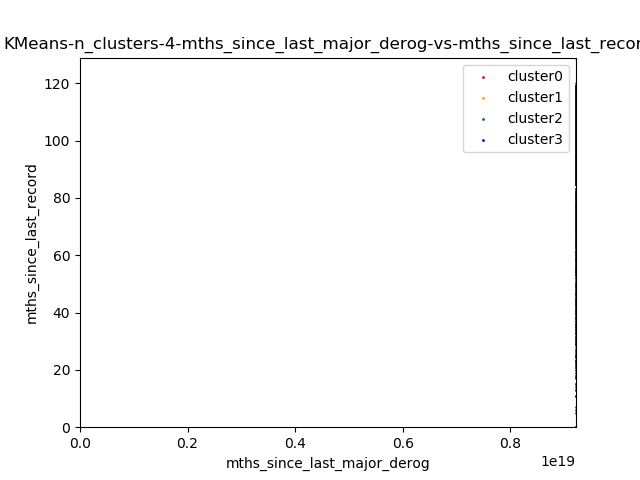 KMeans-n_clusters-4-mths_since_last_major_derog-vs-mths_since_last_recor
cluster0
cluster1
cluster2
cluster3
120
100
80
60
40
20
0
mths_since_last_record
0.0 0.2 0.4 0.6 0.8
1e19
mths_since_last_major_derog